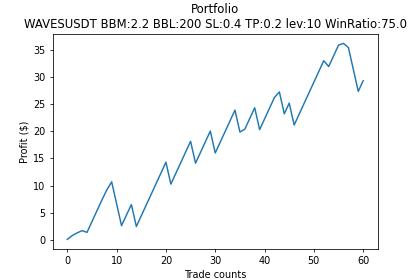 Portfolio
WAVESUSDT BBM:2.2 BBL:200 SL:0.4 TP:0.2 lev:10 WinRatio:75.0
35
30
25
20
15
10
5
0
Profit ($)
0 10 20 30 40 50 60
Trade counts